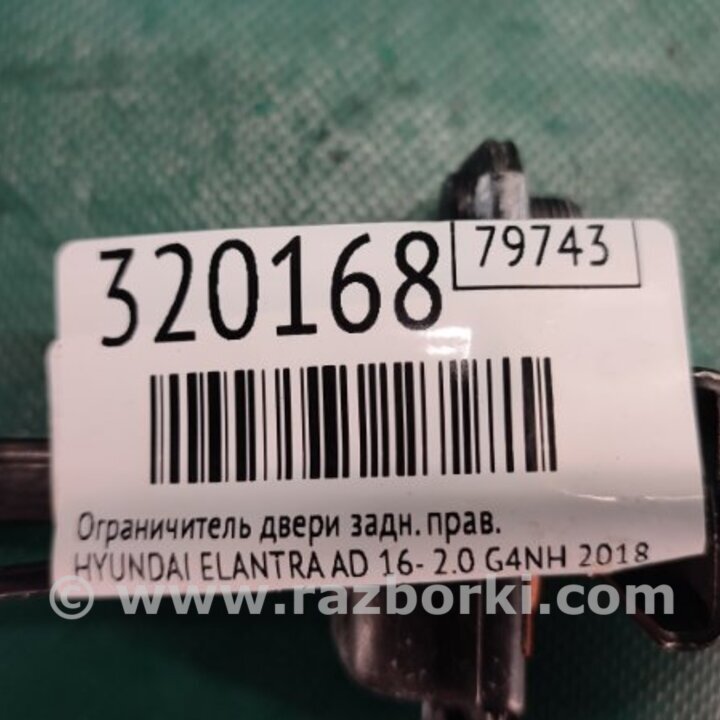 320168
79743
Ограничитель двери задн. прав.
HYUNDAI ELANTRA AD 16- 2.0 G4NH 2018
© www.razborki.com